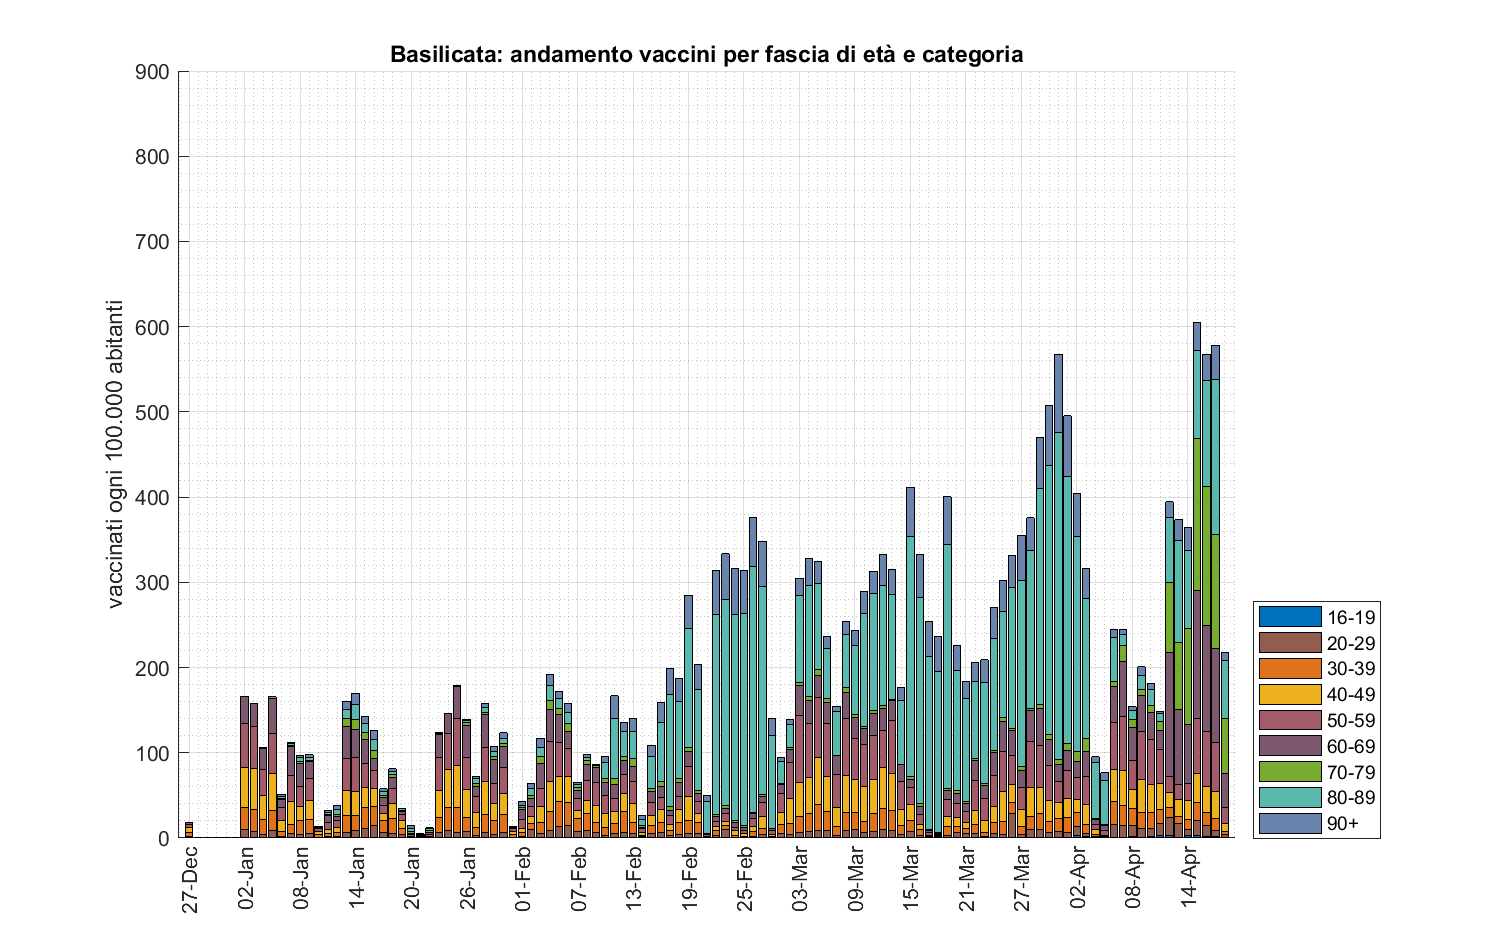 Basilicata: andamento vaccini per fascia di età e categoria
vaccinati ogni 100.000 abitanti
900
800
700
600
500
400
300
200
100
0
27-Dec
02-Jan
08-Jan
14-Jan
20-Jan
26-Jan
01-Feb
07-Feb
13-Feb
19-Feb
25-Feb
03-Mar
09-Mar
15-Mar
21-Mar
27-Mar
02-Apr
08-Apr
14-Apr
16-19
20-29
30-39
40-49
50-59
60-69
70-79
80-89
90+